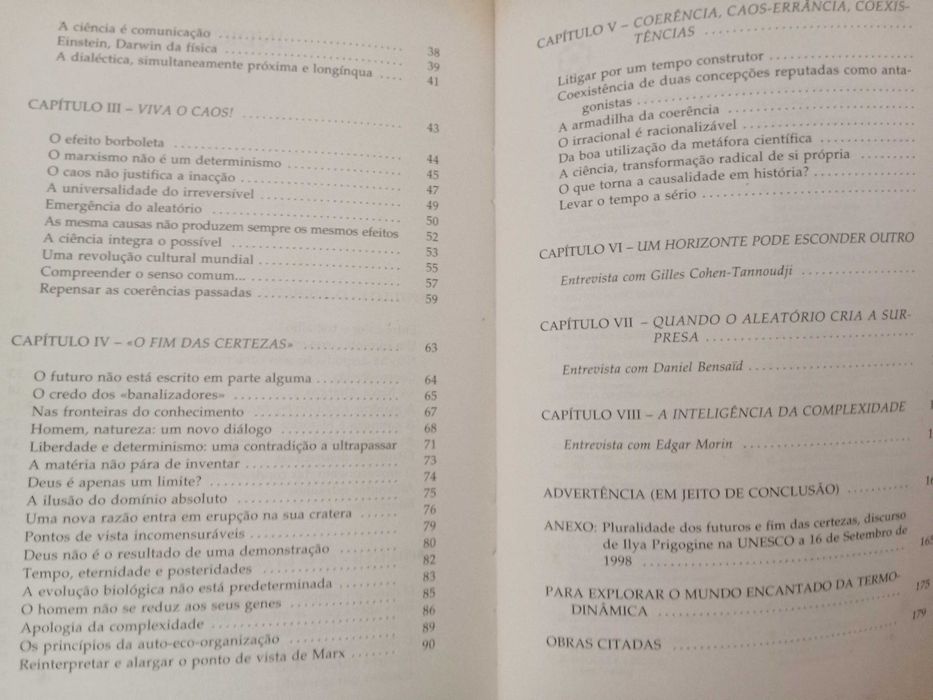 A ciência é comunicação ........ 38
Einstein, Darwin da física ........ 39
A dialéctica, simultaneamente próxima e longínqua .... 41
CAPÍTULO III – VIVA O CAOS! ........ 43
O efeito borboleta ........ 44
O marxismo não é um determinismo ........ 45
O caos não justifica a inacção ........ 47
A universalidade do irreversível ........ 49
Emergência do aleatório ........ 50
As mesma causas não produzem sempre os mesmos efeitos 52
A ciência integra o possível ........ 53
Uma revolução cultural mundial ........ 55
Compreender o senso comum... ........ 57
Repensar as coerências passadas ........ 59
CAPÍTULO IV – «O FIM DAS CERTEZAS» ........ 63
O futuro não está escrito em parte alguma ........ 64
O credo dos «banalizadores» ........ 65
Nas fronteiras do conhecimento ........ 67
Homem, natureza: um novo diálogo ........ 68
Liberdade e determinismo: uma contradição a ultrapassar 71
A matéria não pára de inventar ........ 73
Deus é apenas um limite? ........ 74
A ilusão do domínio absoluto ........ 75
Uma nova razão entra em erupção na sua cratera ...... 76
Pontos de vista incomensuráveis ........ 79
Deus não é o resultado de uma demonstração ........ 80
Tempo, eternidade e posteridades ........ 82
A evolução biológica não está predeterminada ........ 83
O homem não se reduz aos seus genes ........ 85
Apologia da complexidade ........ 86
Os princípios da auto-eco-organização ........ 89
Reinterpretar e alargar o ponto de vista de Marx ....... 90
CAPÍTULO V – COERÊNCIA, CAOS-ERRÂNCIA, COEXIS-
TÊNCIAS ........
Litigar por um tempo construtor ........
Coexistência de duas concepções reputadas como anta-
gonistas ........
A armadilha da coerência ........
O irracional é racionalizável ........
Da boa utilização da metáfora científica ........
A ciência, transformação radical de si própria ........
O que torna a causalidade em história? ........
Levar o tempo a sério ........
CAPÍTULO VI – UM HORIZONTE PODE ESCONDER OUTRO
Entrevista com Gilles Cohen-Tannoudji ........
CAPÍTULO VII – QUANDO O ALEATÓRIO CRIA A SUR-
PRESA ........
Entrevista com Daniel Bensaïd ........
CAPÍTULO VIII – A INTELIGÊNCIA DA COMPLEXIDADE
Entrevista com Edgar Morin ........
ADVERTÊNCIA (EM JEITO DE CONCLUSÃO) ..........
ANEXO: Pluralidade dos futuros e fim das certezas, discurso
de Ilya Prigogine na UNESCO a 16 de Setembro de
1998 ........ 165
PARA EXPLORAR O MUNDO ENCANTADO DA TERMO-
DINÂMICA ........ 175
OBRAS CITADAS ........ 179